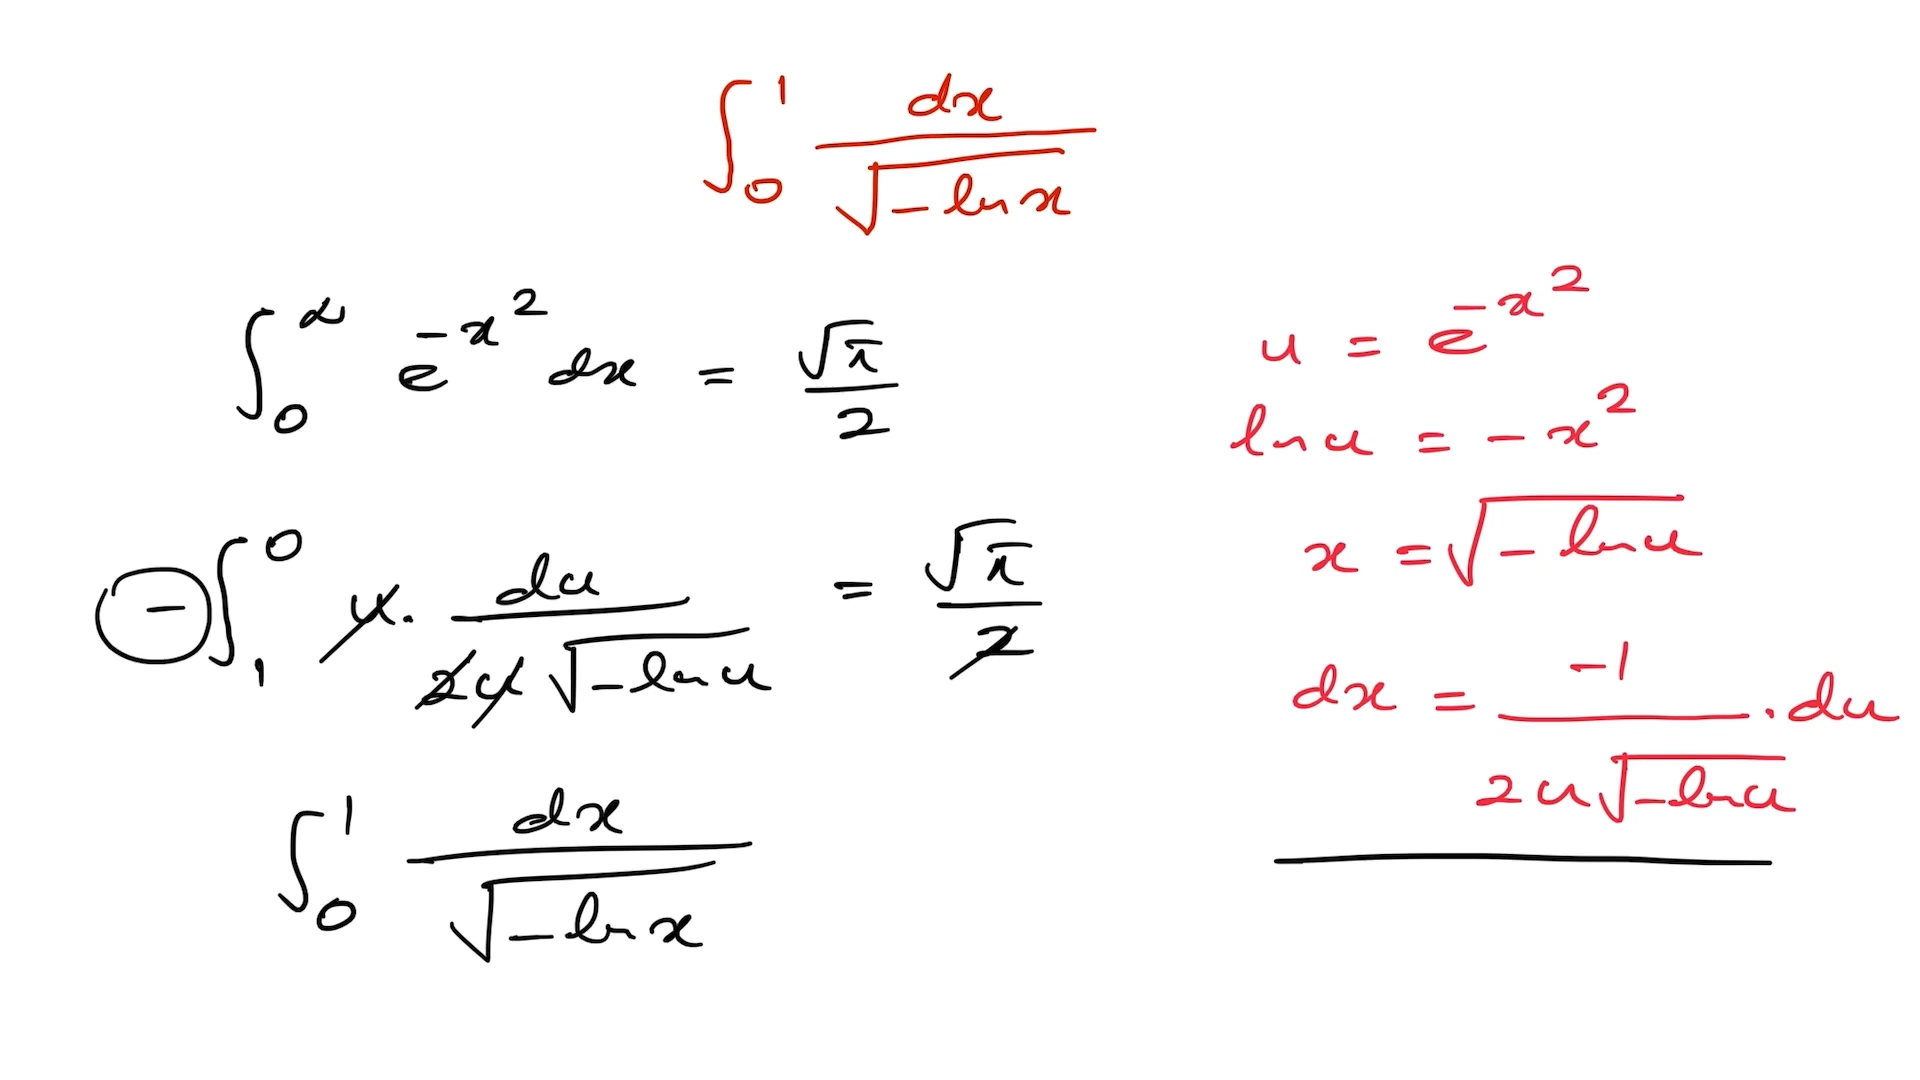 ∫₀¹ dx / √(-ln x)
∫₀^∞ e^(-x²) dx = √π / 2
u = e^(-x²)
ln u = -x²
x = √(-ln u)
-∫₁⁰ u · du / (2u √(-ln u)) = √π / 2
dx = -1 / (2u √(-ln u)) · du
∫₀¹ dx / √(-ln x)